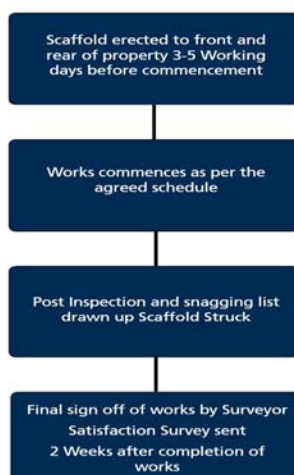 Scaffold erected to front and
rear of property 3-5 Working
days before commencement
Works commences as per the
agreed schedule
Post Inspection and snagging list
drawn up Scaffold Struck
Final sign off of works by Surveyor
Satisfaction Survey sent
2 Weeks after completion of
works